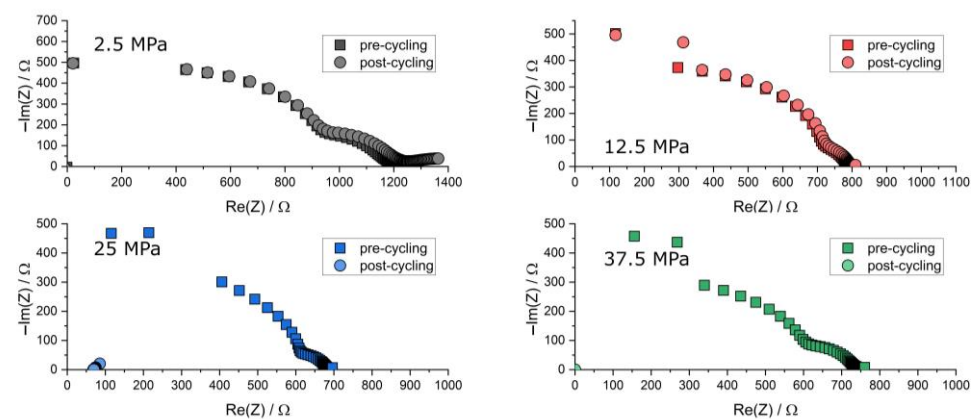 700
600
500
400
300
200
100
0
2.5 MPa
pre-cycling
post-cycling
–Im(Z) / Ω
0 200 400 600 800 1000 1200 1400
Re(Z) / Ω
500
400
300
200
100
0
12.5 MPa
pre-cycling
post-cycling
–Im(Z) / Ω
0 100 200 300 400 500 600 700 800 900 1000 1100
Re(Z) / Ω
500
400
300
200
100
0
25 MPa
pre-cycling
post-cycling
–Im(Z) / Ω
0 100 200 300 400 500 600 700 800 900 1000
Re(Z) / Ω
500
400
300
200
100
0
37.5 MPa
pre-cycling
post-cycling
–Im(Z) / Ω
0 100 200 300 400 500 600 700 800 900 1000
Re(Z) / Ω